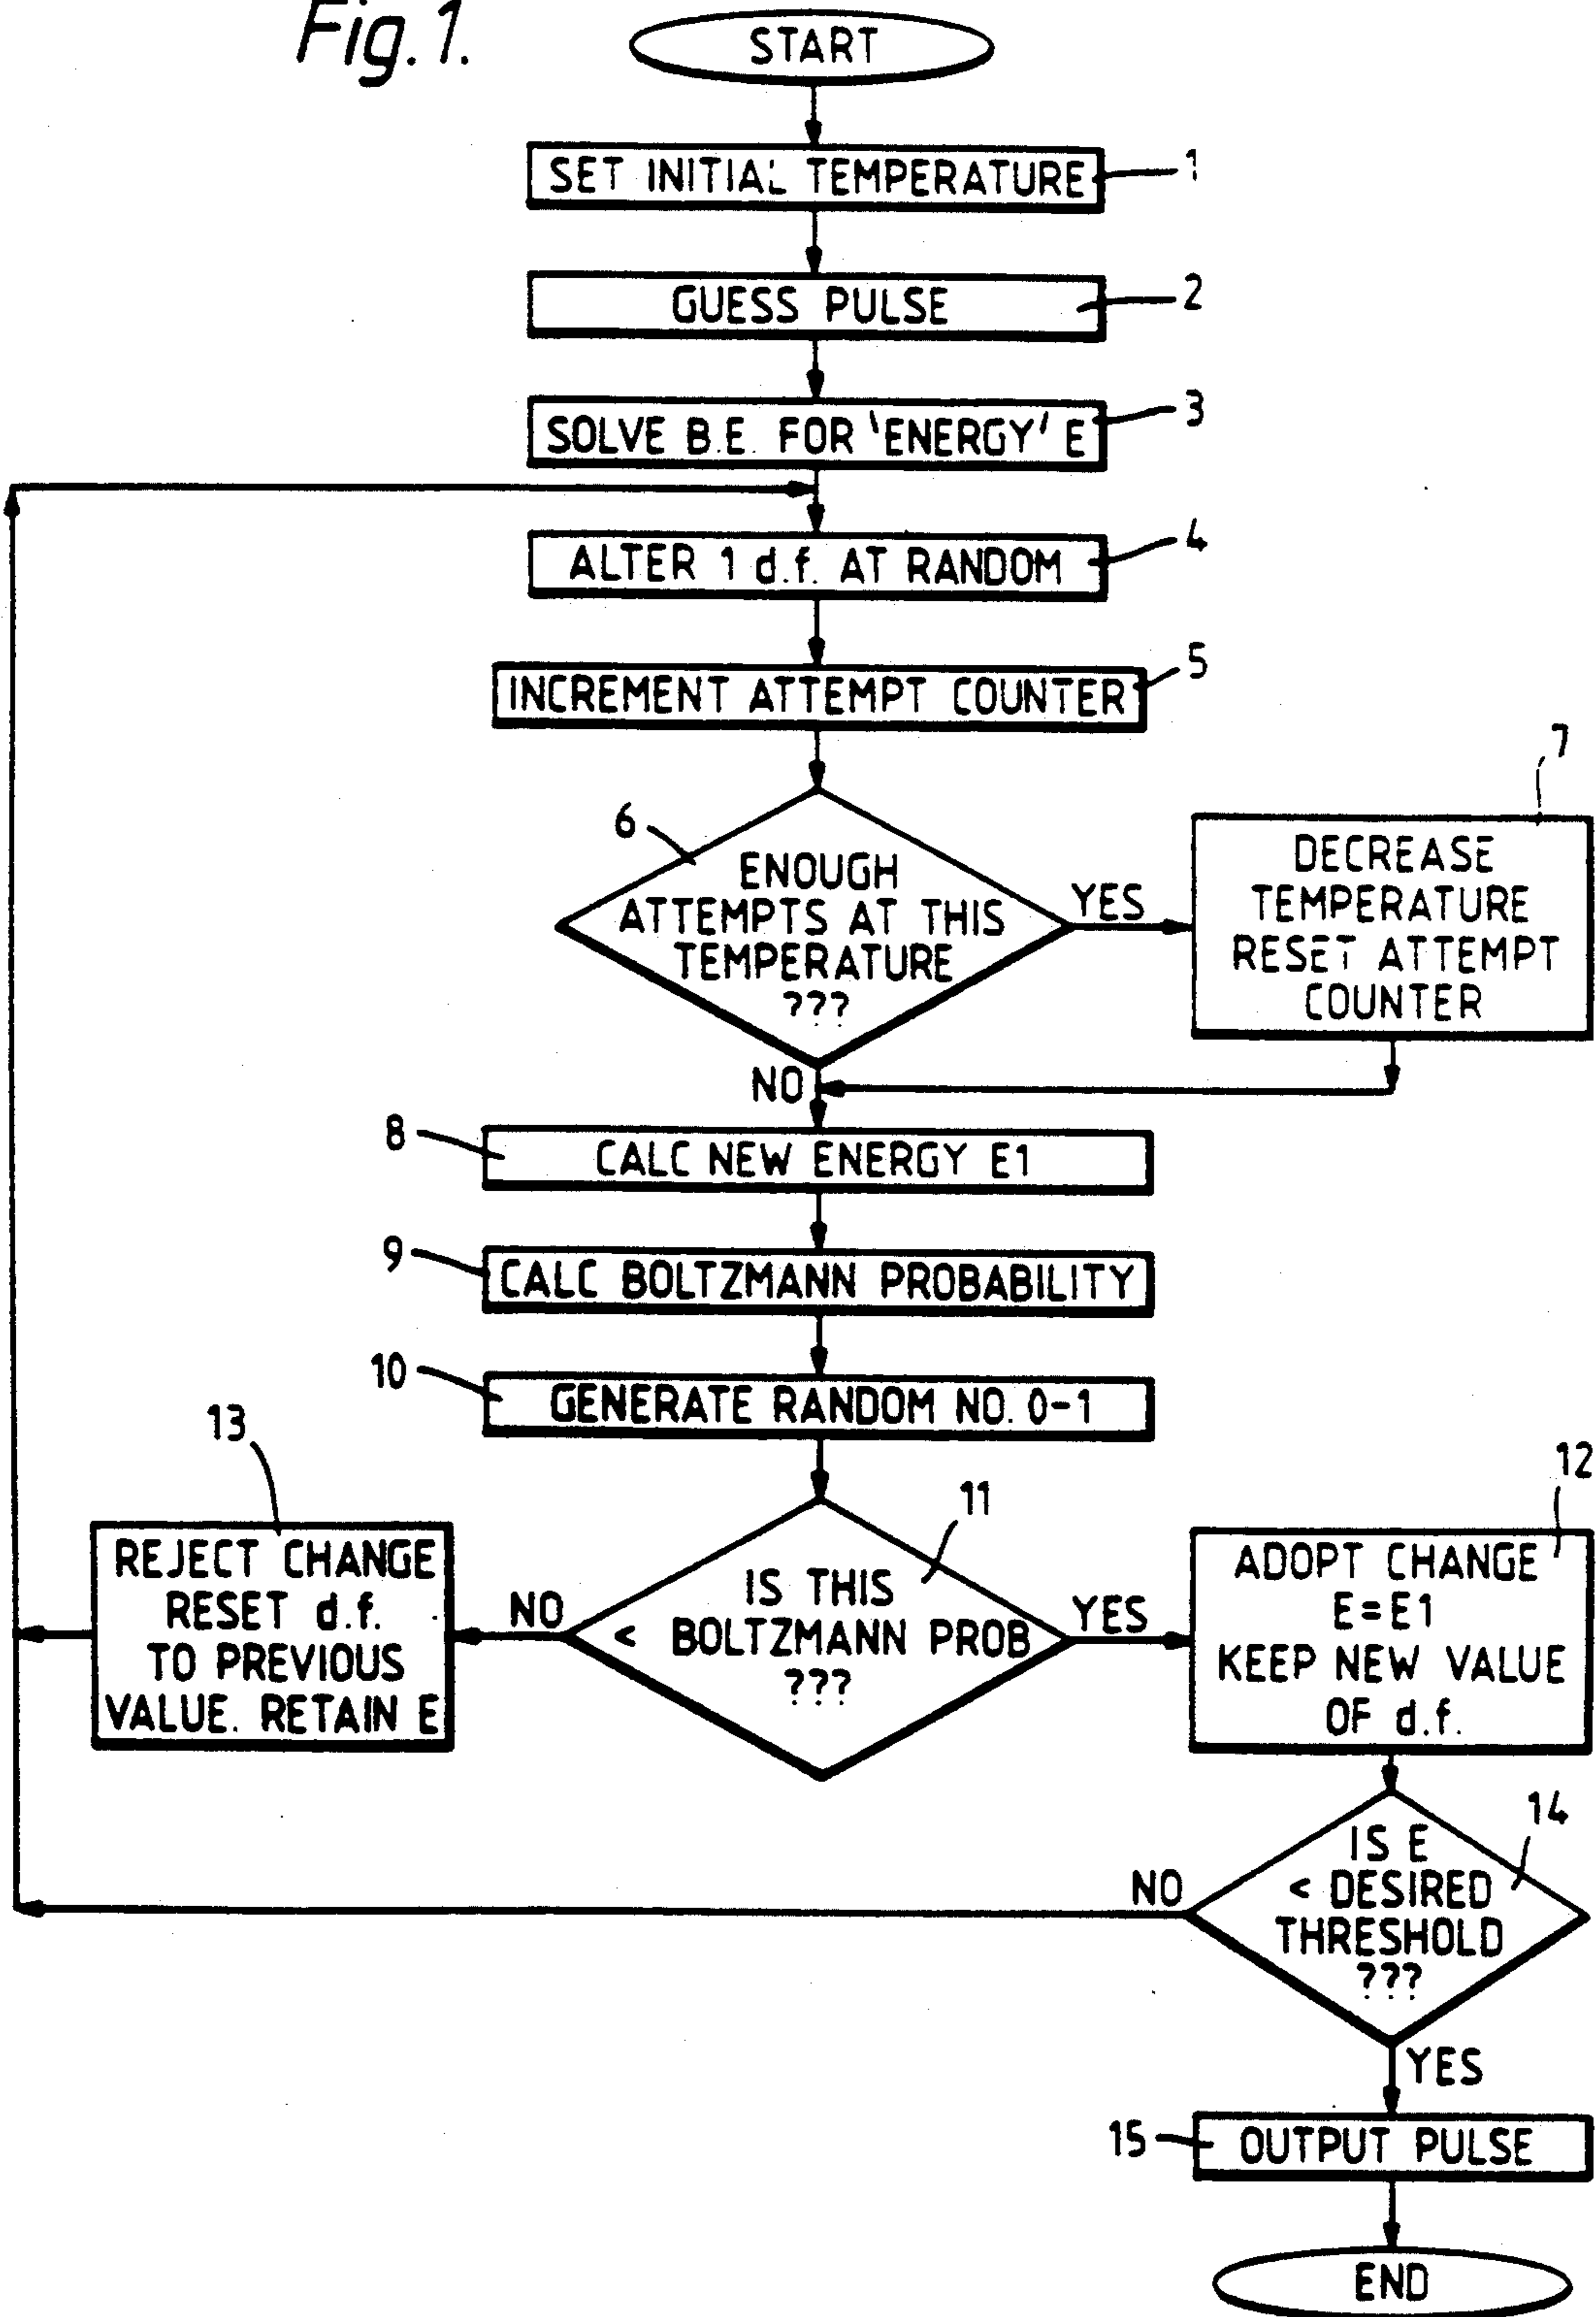 Fig.1.
START
SET INITIAL TEMPERATURE
1
GUESS PULSE
2
SOLVE B.E. FOR 'ENERGY' E
3
ALTER 1 d.f. AT RANDOM
4
INCREMENT ATTEMPT COUNTER
5
6
ENOUGH
ATTEMPTS AT THIS
TEMPERATURE
???
YES
7
DECREASE
TEMPERATURE
RESET ATTEMPT
COUNTER
NO
8
CALC NEW ENERGY E1
9
CALC BOLTZMANN PROBABILITY
10
GENERATE RANDOM NO. 0-1
11
IS THIS
< BOLTZMANN PROB
???
NO
13
REJECT CHANGE
RESET d.f.
TO PREVIOUS
VALUE. RETAIN E
YES
12
ADOPT CHANGE
E=E1
KEEP NEW VALUE
OF d.f.
14
IS E
< DESIRED
THRESHOLD
???
NO
YES
15
OUTPUT PULSE
END